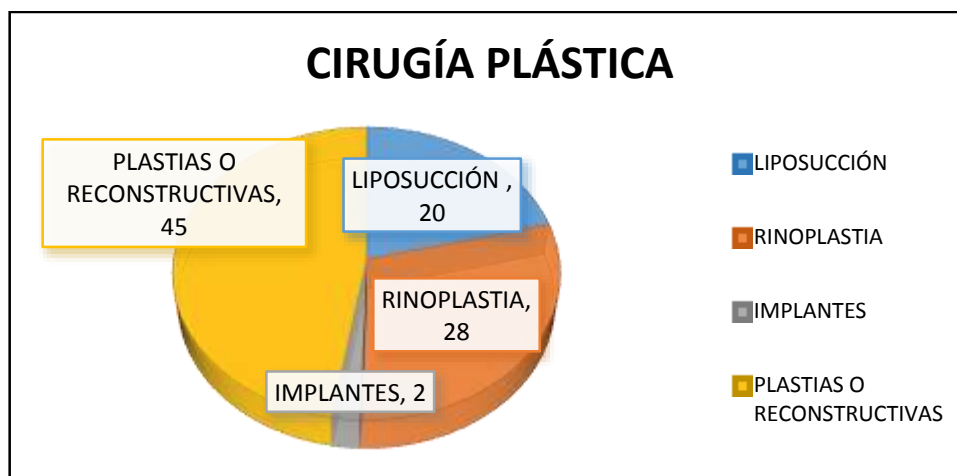 CIRUGÍA PLÁSTICA
PLASTIAS O
RECONSTRUCTIVAS,
45
LIPOSUCCIÓN ,
20
RINOPLASTIA,
28
IMPLANTES, 2
LIPOSUCCIÓN
RINOPLASTIA
IMPLANTES
PLASTIAS O
RECONSTRUCTIVAS